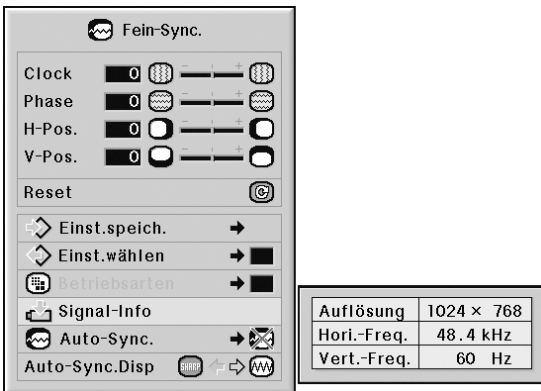 Fein-Sync.
Clock 0 − +
Phase 0 − +
H-Pos. 0 − +
V-Pos. 0 − +
Reset
Einst.speich.
Einst.wählen
Betriebsarten
Signal-Info
Auto-Sync.
Auto-Sync.Disp SHARP
Auflösung 1024 × 768
Hori.-Freq. 48.4 kHz
Vert.-Freq. 60 Hz